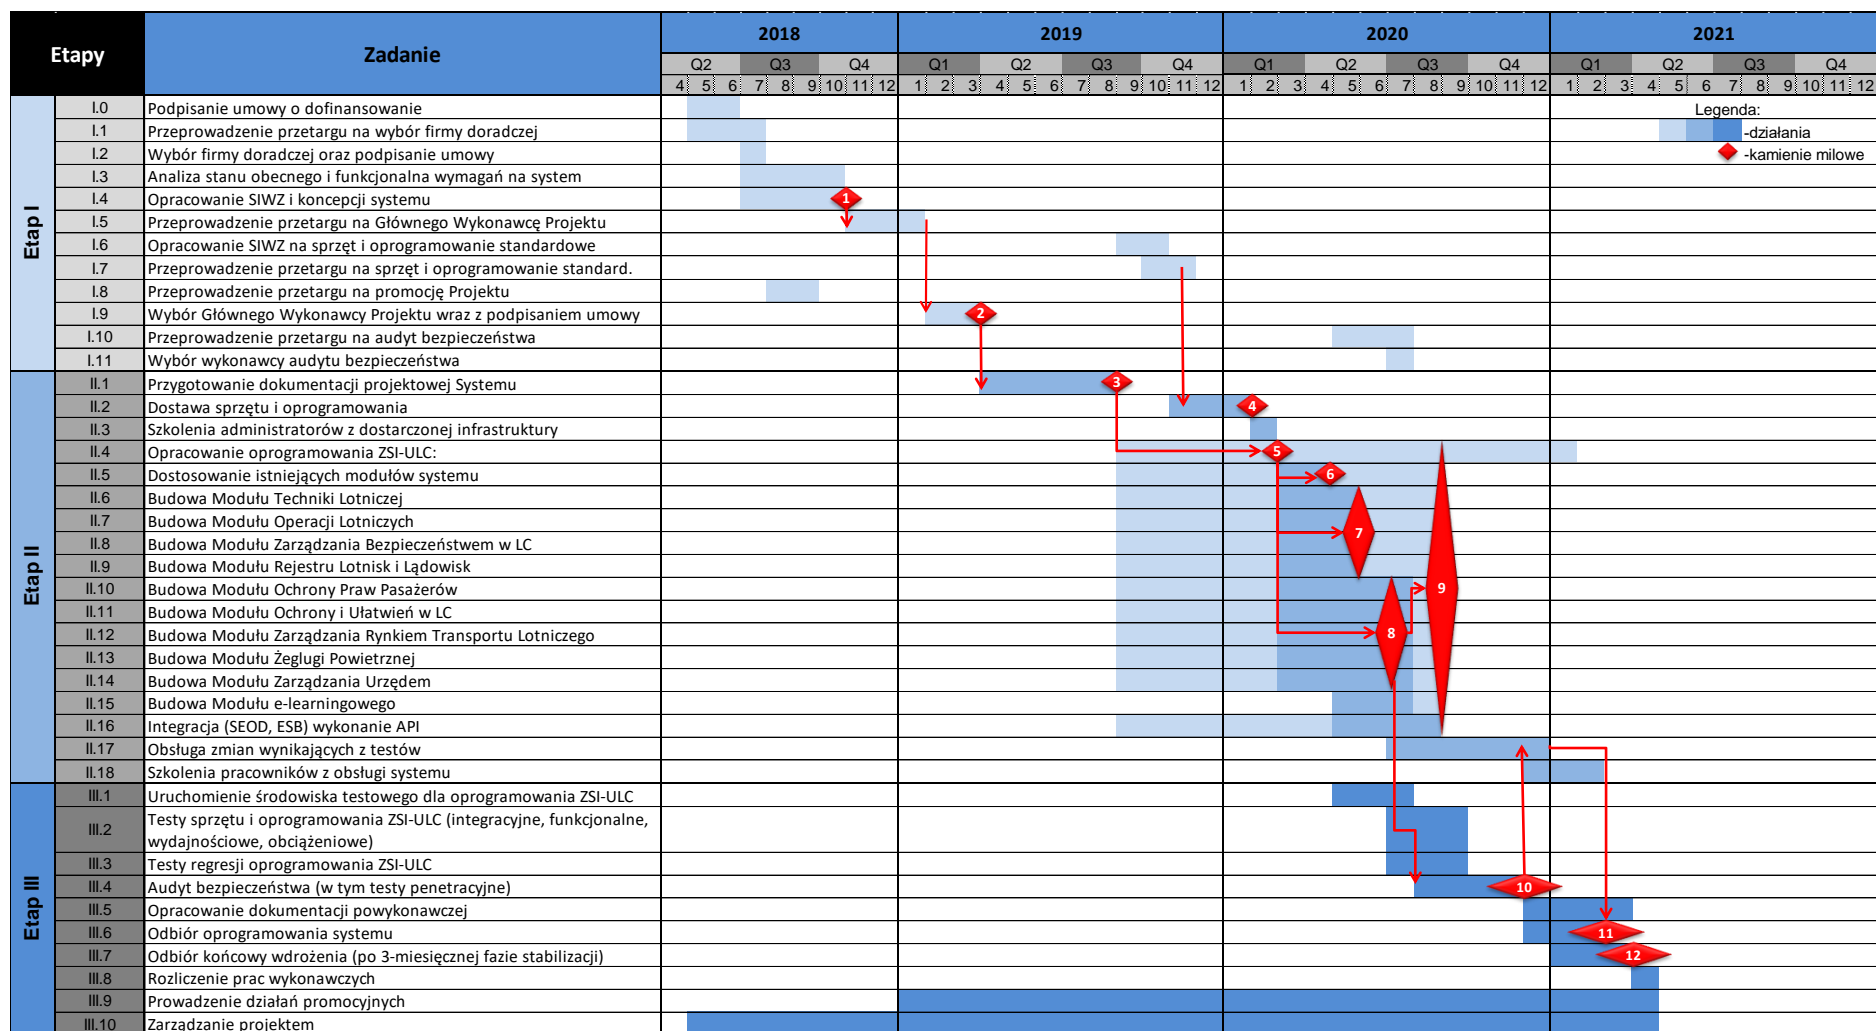 Etapy
Zadanie
2018
2019
2020
2021
Q2 Q3 Q4 Q1 Q2 Q3 Q4 Q1 Q2 Q3 Q4 Q1 Q2 Q3 Q4
4 5 6 7 8 9 10 11 12 1 2 3 4 5 6 7 8 9 10 11 12 1 2 3 4 5 6 7 8 9 10 11 12 1 2 3 4 5 6 7 8 9 10 11 12
Etap I
I.0 Podpisanie umowy o dofinansowanie
Legenda:
I.1 Przeprowadzenie przetargu na wybór firmy doradczej
-działania
I.2 Wybór firmy doradczej oraz podpisanie umowy
-kamienie milowe
I.3 Analiza stanu obecnego i funkcjonalna wymagań na system
I.4 Opracowanie SIWZ i koncepcji systemu
1
I.5 Przeprowadzenie przetargu na Głównego Wykonawcę Projektu
I.6 Opracowanie SIWZ na sprzęt i oprogramowanie standardowe
I.7 Przeprowadzenie przetargu na sprzęt i oprogramowanie standard.
I.8 Przeprowadzenie przetargu na promocję Projektu
I.9 Wybór Głównego Wykonawcy Projektu wraz z podpisaniem umowy
2
I.10 Przeprowadzenie przetargu na audyt bezpieczeństwa
I.11 Wybór wykonawcy audytu bezpieczeństwa
Etap II
II.1 Przygotowanie dokumentacji projektowej Systemu
3
II.2 Dostawa sprzętu i oprogramowania
4
II.3 Szkolenia administratorów z dostarczonej infrastruktury
II.4 Opracowanie oprogramowania ZSI-ULC:
5
II.5 Dostosowanie istniejących modułów systemu
6
II.6 Budowa Modułu Techniki Lotniczej
II.7 Budowa Modułu Operacji Lotniczych
7
II.8 Budowa Modułu Zarządzania Bezpieczeństwem w LC
II.9 Budowa Modułu Rejestru Lotnisk i Lądowisk
II.10 Budowa Modułu Ochrony Praw Pasażerów
9
II.11 Budowa Modułu Ochrony i Ułatwień w LC
II.12 Budowa Modułu Zarządzania Rynkiem Transportu Lotniczego
8
II.13 Budowa Modułu Żeglugi Powietrznej
II.14 Budowa Modułu Zarządzania Urzędem
II.15 Budowa Modułu e-learningowego
II.16 Integracja (SEOD, ESB) wykonanie API
II.17 Obsługa zmian wynikających z testów
II.18 Szkolenia pracowników z obsługi systemu
Etap III
III.1 Uruchomienie środowiska testowego dla oprogramowania ZSI-ULC
III.2 Testy sprzętu i oprogramowania ZSI-ULC (integracyjne, funkcjonalne,
wydajnościowe, obciążeniowe)
III.3 Testy regresji oprogramowania ZSI-ULC
III.4 Audyt bezpieczeństwa (w tym testy penetracyjne)
10
III.5 Opracowanie dokumentacji powykonawczej
III.6 Odbiór oprogramowania systemu
11
III.7 Odbiór końcowy wdrożenia (po 3-miesięcznej fazie stabilizacji)
12
III.8 Rozliczenie prac wykonawczych
III.9 Prowadzenie działań promocyjnych
III.10 Zarządzanie projektem